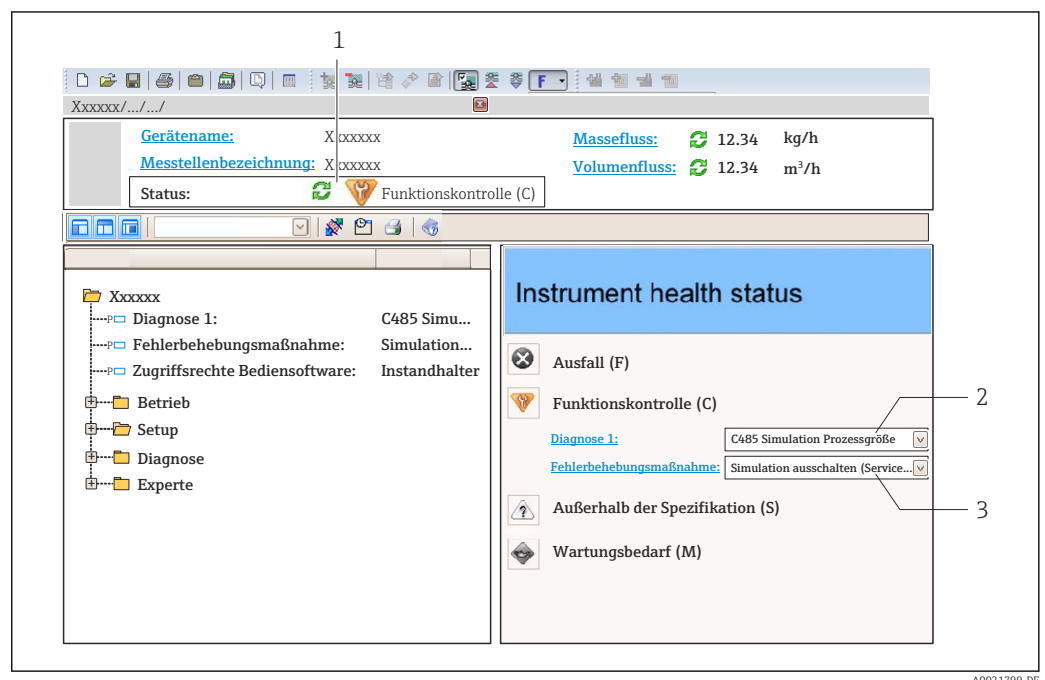 1
F
Xxxxxx/.../.../
Gerätename: Xxxxxxx
Messtellenbezeichnung: Xxxxxxx
Status: Funktionskontrolle (C)
Massefluss: 12.34 kg/h
Volumenfluss: 12.34 m³/h
Xxxxxx
P Diagnose 1: C485 Simu...
P Fehlerbehebungsmaßnahme: Simulation...
P Zugriffsrechte Bediensoftware: Instandhalter
Betrieb
Setup
Diagnose
Experte
Instrument health status
Ausfall (F)
Funktionskontrolle (C)
2
Diagnose 1: C485 Simulation Prozessgröße
Fehlerbehebungsmaßnahme: Simulation ausschalten (Service...
Außerhalb der Spezifikation (S)
3
Wartungsbedarf (M)